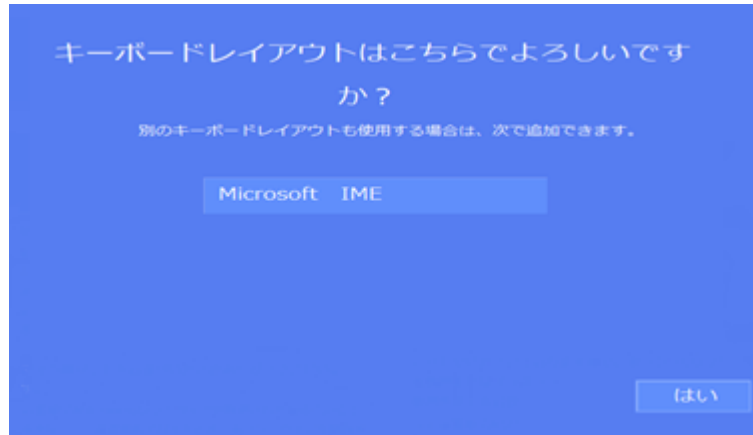 キーボードレイアウトはこちらでよろしいです
か？
別のキーボードレイアウトも使用する場合は、次で追加できます。
Microsoft　IME
はい